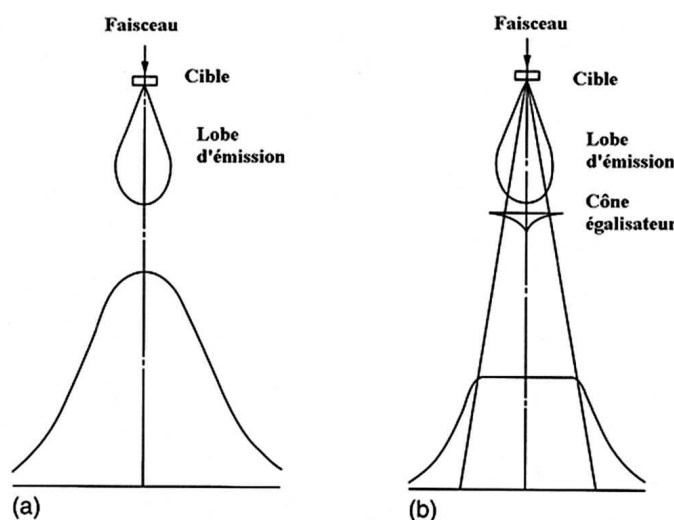 Faisceau
Cible
Lobe
d'émission
(a)
Faisceau
Cible
Lobe
d'émission
Cône
égalisateur
(b)